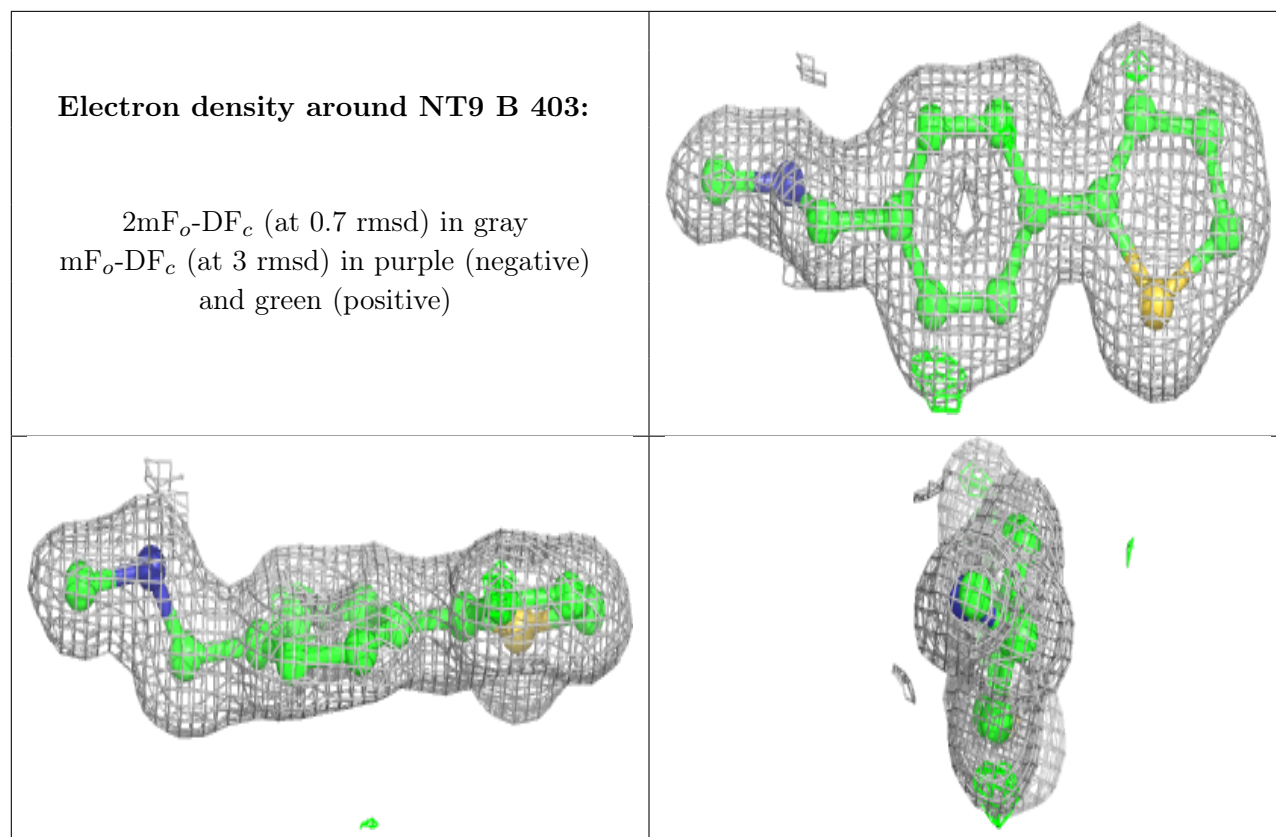 Electron density around NT9 B 403:
2mFo-DFc (at 0.7 rmsd) in gray
mFo-DFc (at 3 rmsd) in purple (negative)
and green (positive)